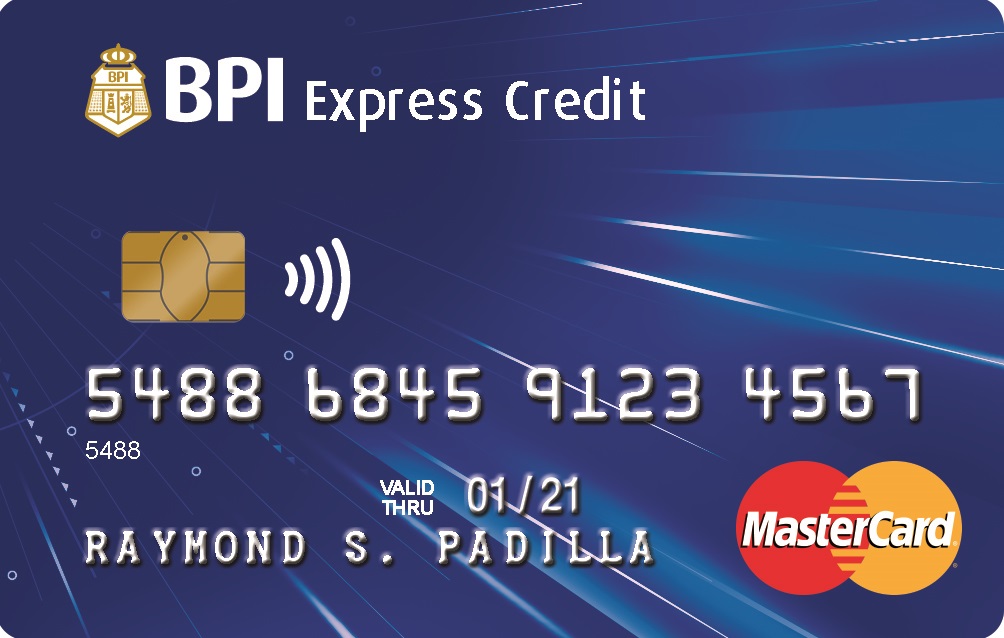 BPI BPI Express Credit
5488 6845 9123 4567
5488
VALID THRU 01/21
RAYMOND S. PADILLA
MasterCard